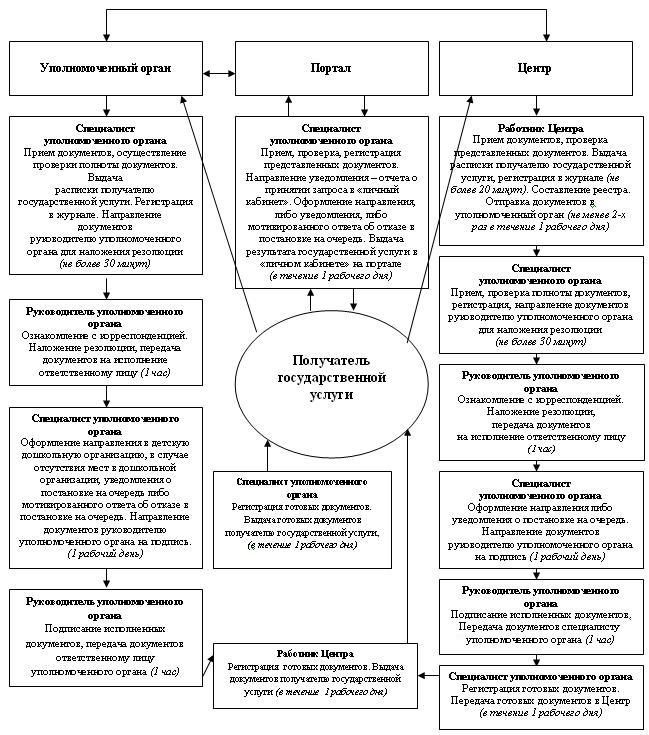 Уполномоченный орган
Портал
Центр
Специалист
уполномоченного органа
Прием документов, осуществление
проверки полноты документов.
Выдача
расписки получателю
государственной услуги. Регистрация
в журнале. Направление
документов
руководителю уполномоченного
органа для наложения резолюции
(не более 30 минут)
Руководитель уполномоченного
органа
Ознакомление с корреспонденцией.
Наложение резолюции, передача
документов на исполнение
ответственному лицу (1 час)
Специалист уполномоченного
органа
Оформление направления в детскую
дошкольную организацию, в случае
отсутствия мест в дошкольной
организации, уведомления о
постановке на очередь либо
мотивированного ответа об отказе в
постановке на очередь. Направление
документов руководителю
уполномоченного органа на подпись.
(1 рабочий день)
Руководитель уполномоченного
органа
Подписание исполненных
документов, передача документов
ответственному лицу
уполномоченного органа (1 час)
Специалист
уполномоченного органа
Прием, проверка, регистрация
представленных документов.
Направление уведомления – отчета о
принятии запроса в «личный
кабинет». Оформление направления,
либо уведомления, либо
мотивированного ответа об отказе в
постановке на очередь. Выдача
результата государственной услуги в
«личном кабинете» на портале
(в течение 1 рабочего дня)
Получатель
государственной
услуги
Специалист уполномоченного
органа
Регистрация готовых документов.
Выдача готовых документов
получателю государственной услуги,
(в течение 1 рабочего дня)
Работник Центра
Регистрация готовых документов. Выдача
документов получателю государственной
услуги (в течение 1 рабочего дня)
Работник Центра
Прием документов, проверка
представленных документов. Выдача
расписки получателю государственной
услуги, регистрация в журнале (не
более 20 минут). Составление реестра.
Отправка документов в
уполномоченный орган (не менее 2-х
раз в течение 1 рабочего дня)
Специалист
уполномоченного органа
Прием, проверка полноты документов,
регистрация, направление документов
руководителю уполномоченного органа
для наложения резолюции
(не более 30 минут)
Руководитель уполномоченного
органа
Ознакомление с корреспонденцией.
Наложение резолюции,
передача документов
на исполнение ответственному лицу
(1 час)
Специалист
уполномоченного органа
Оформление направления либо
уведомления о постановке на очередь.
Направление документов
руководителю уполномоченного органа
на подпись (1 рабочий день)
Руководитель уполномоченного
органа
Подписание исполненных документов,
Передача документов специалисту
уполномоченного органа (1 час)
Специалист уполномоченного органа
Регистрация готовых документов.
Передача готовых документов в Центр
(в течение 1 рабочего дня)